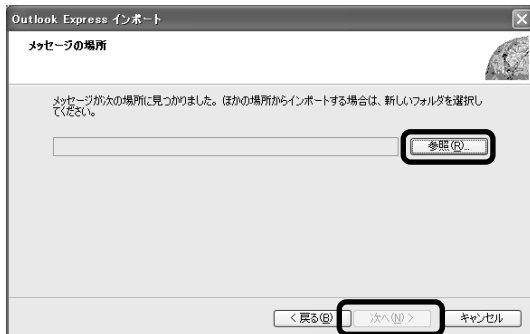 Outlook Express インポート
メッセージの場所
メッセージが次の場所に見つかりました。ほかの場所からインポートする場合は、新しいフォルダを選択し
てください。
参照(R)...
< 戻る(B)
次へ(N) >
キャンセル